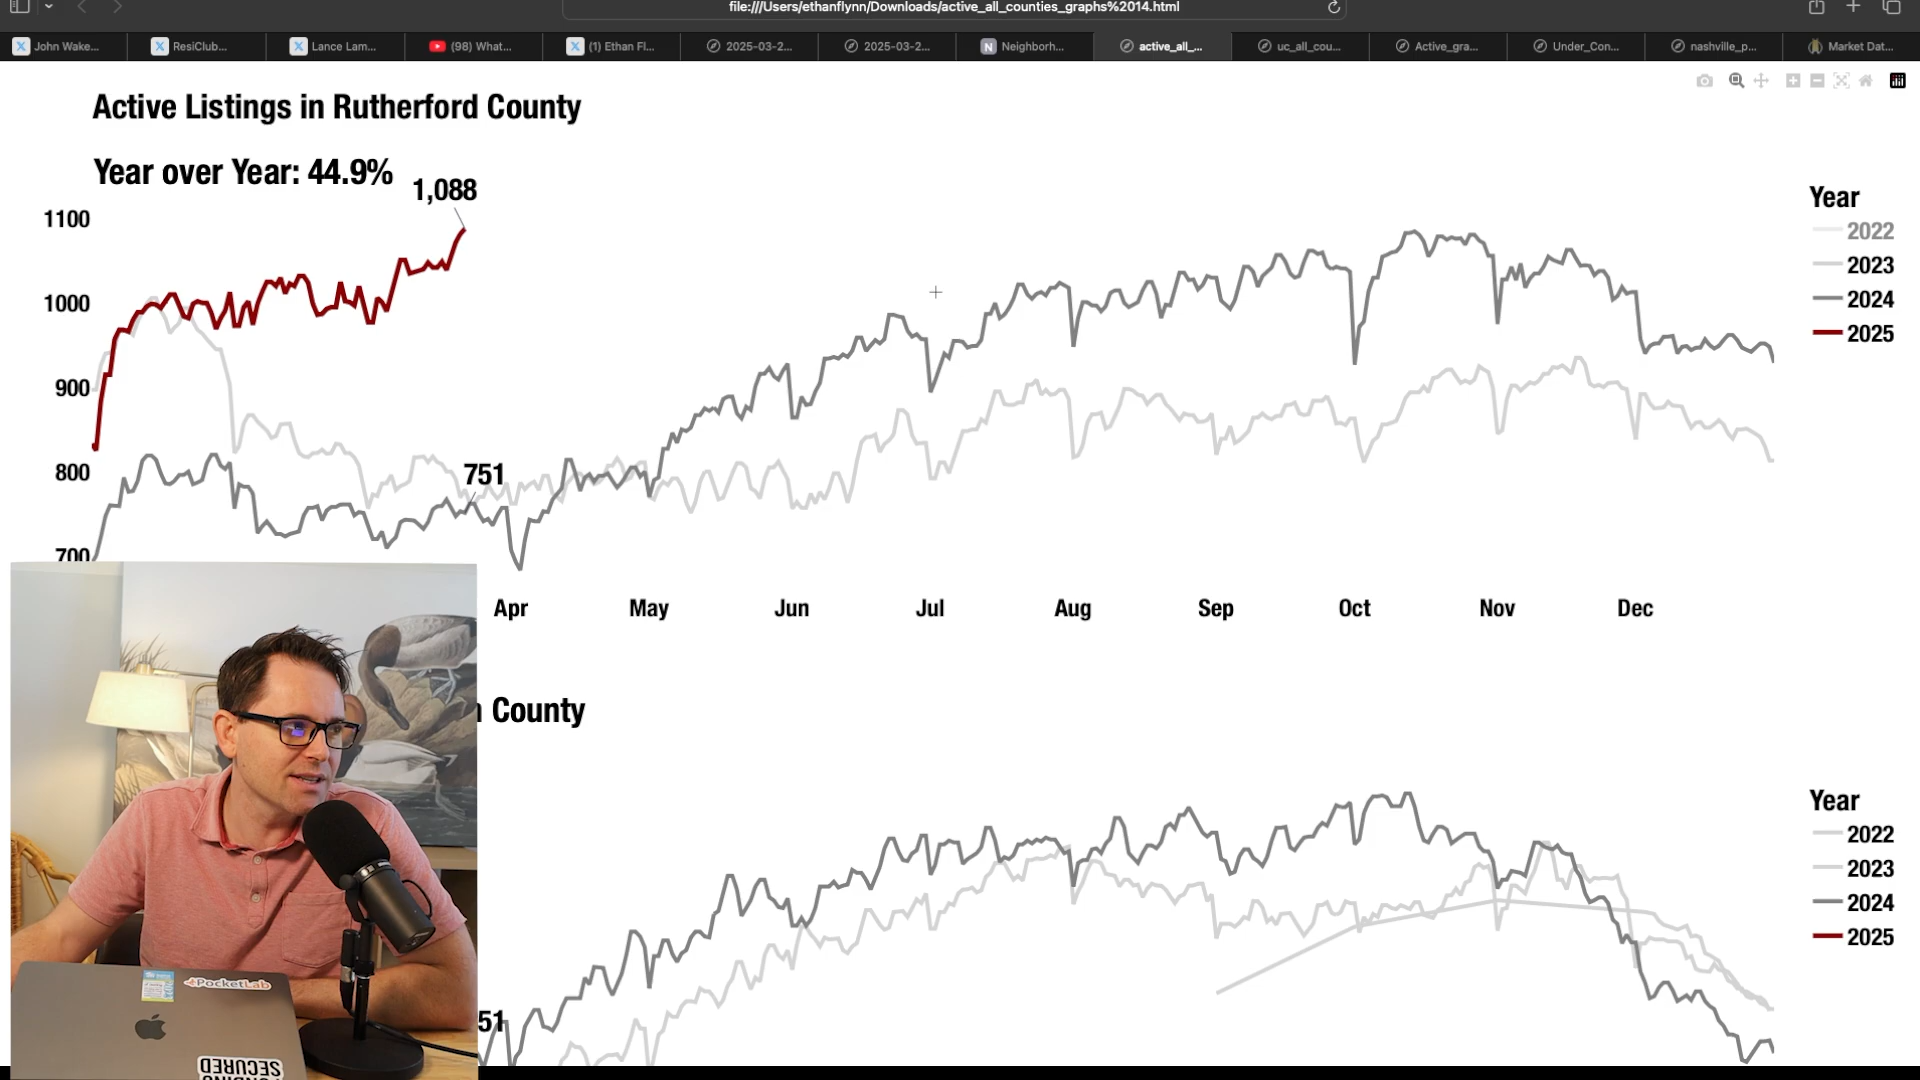 file:///Users/ethanflynn/Downloads/active_all_counties_graphs%2014.html
John Wake...
ResiClub...
Lance Lam...
(98) What...
(1) Ethan Fl...
2025-03-2...
2025-03-2...
Neighborh...
active_all_...
uc_all_cou...
Active_gra...
Under_Con...
nashville_p...
Market Dat...
Active Listings in Rutherford County
Year over Year: 44.9%
1,088
1100
1000
900
800
700
751
Year
2022
2023
2024
2025
Apr
May
Jun
Jul
Aug
Sep
Oct
Nov
Dec
County
Year
2022
2023
2024
2025
51
PocketLab
SECURED